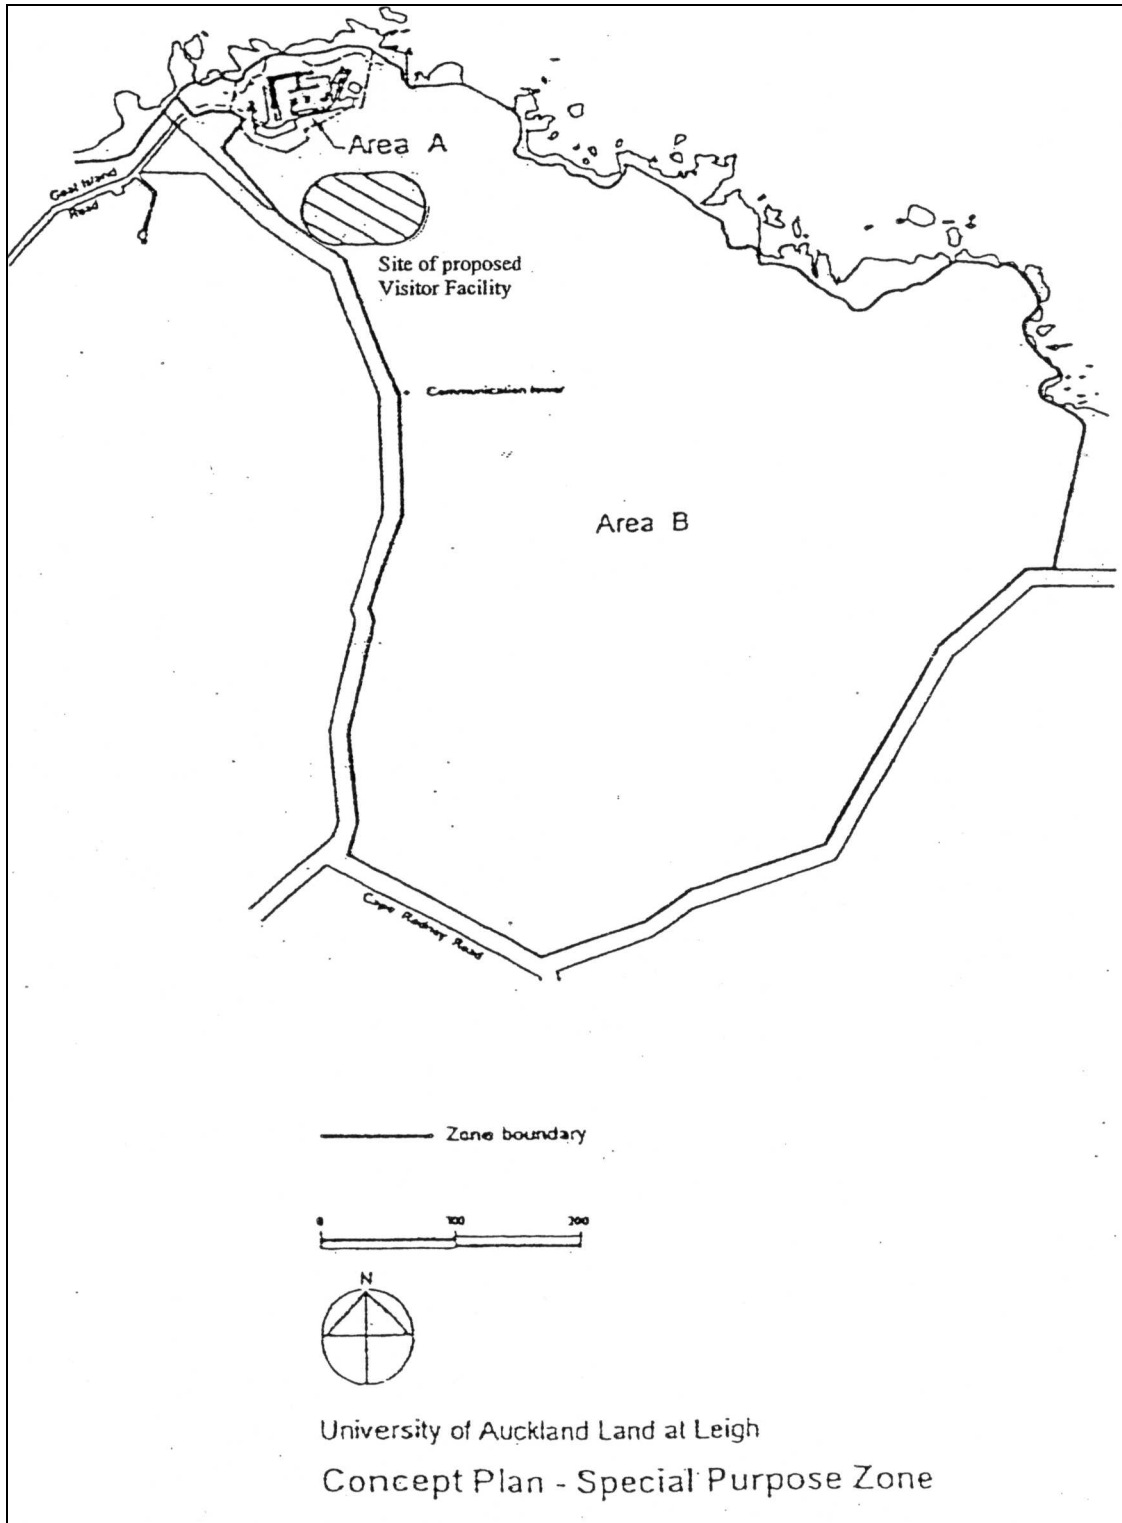 Area A
Goat Island
Road
Site of proposed
Visitor Facility
Communication tower
Area B
Cape Rodney Road
Zone boundary
0 100 200
N
University of Auckland Land at Leigh
Concept Plan - Special Purpose Zone